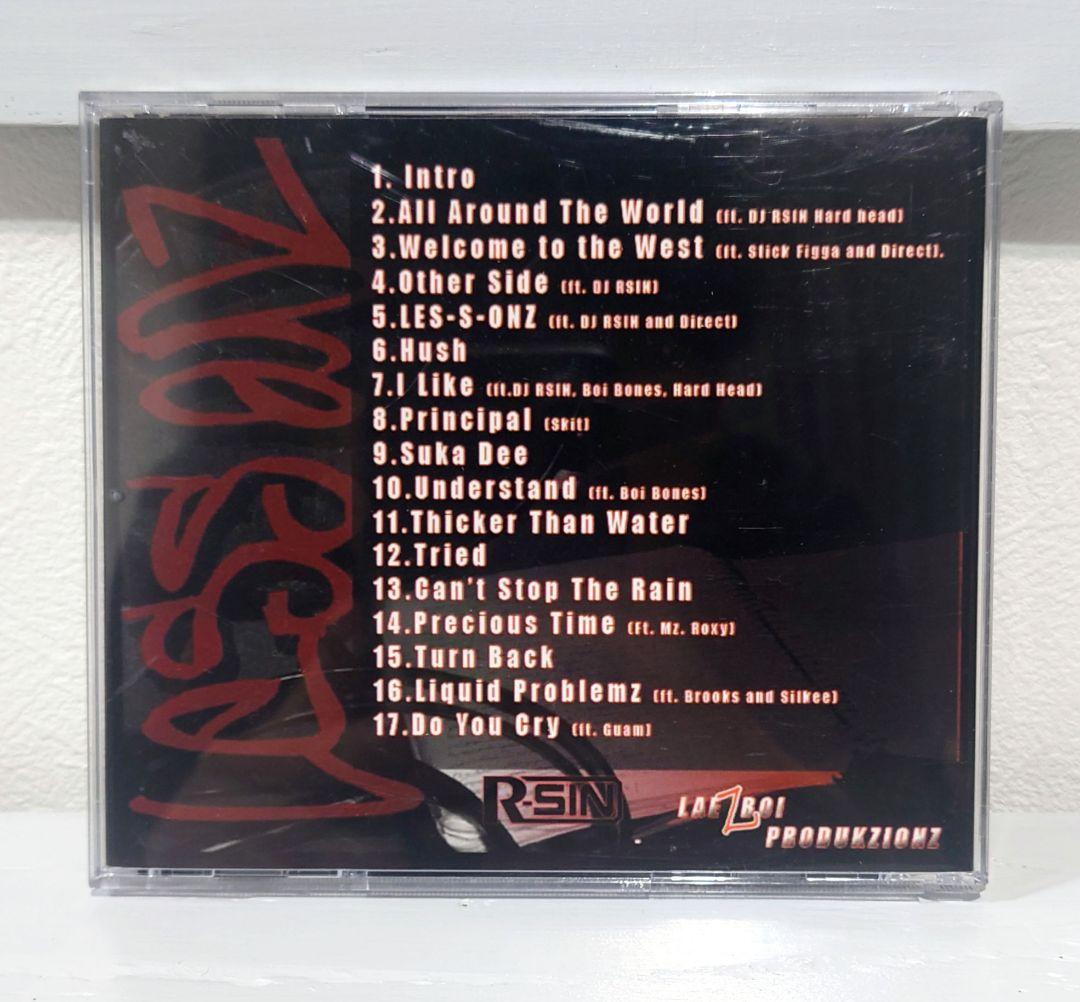 1. Intro
2.All Around The World (ft. DJ RSIN Hard head)
3.Welcome to the West (ft. Slick Figga and Direct).
4.Other Side (ft. DJ RSIN)
5.LES-S-ONZ (ft. DJ RSIN and Direct)
6.Hush
7.I Like (ft.DJ RSIN, Boi Bones, Hard Head)
8.Principal (Skit)
9.Suka Dee
10.Understand (ft. Boi Bones)
11.Thicker Than Water
12.Tried
13.Can't Stop The Rain
14.Precious Time (Ft. Mz. Roxy)
15.Turn Back
16.Liquid Problemz (ft. Brooks and Silkee)
17.Do You Cry (ft. Guam)
R-SIN
LAEZBOI
PRODUKZIONZ